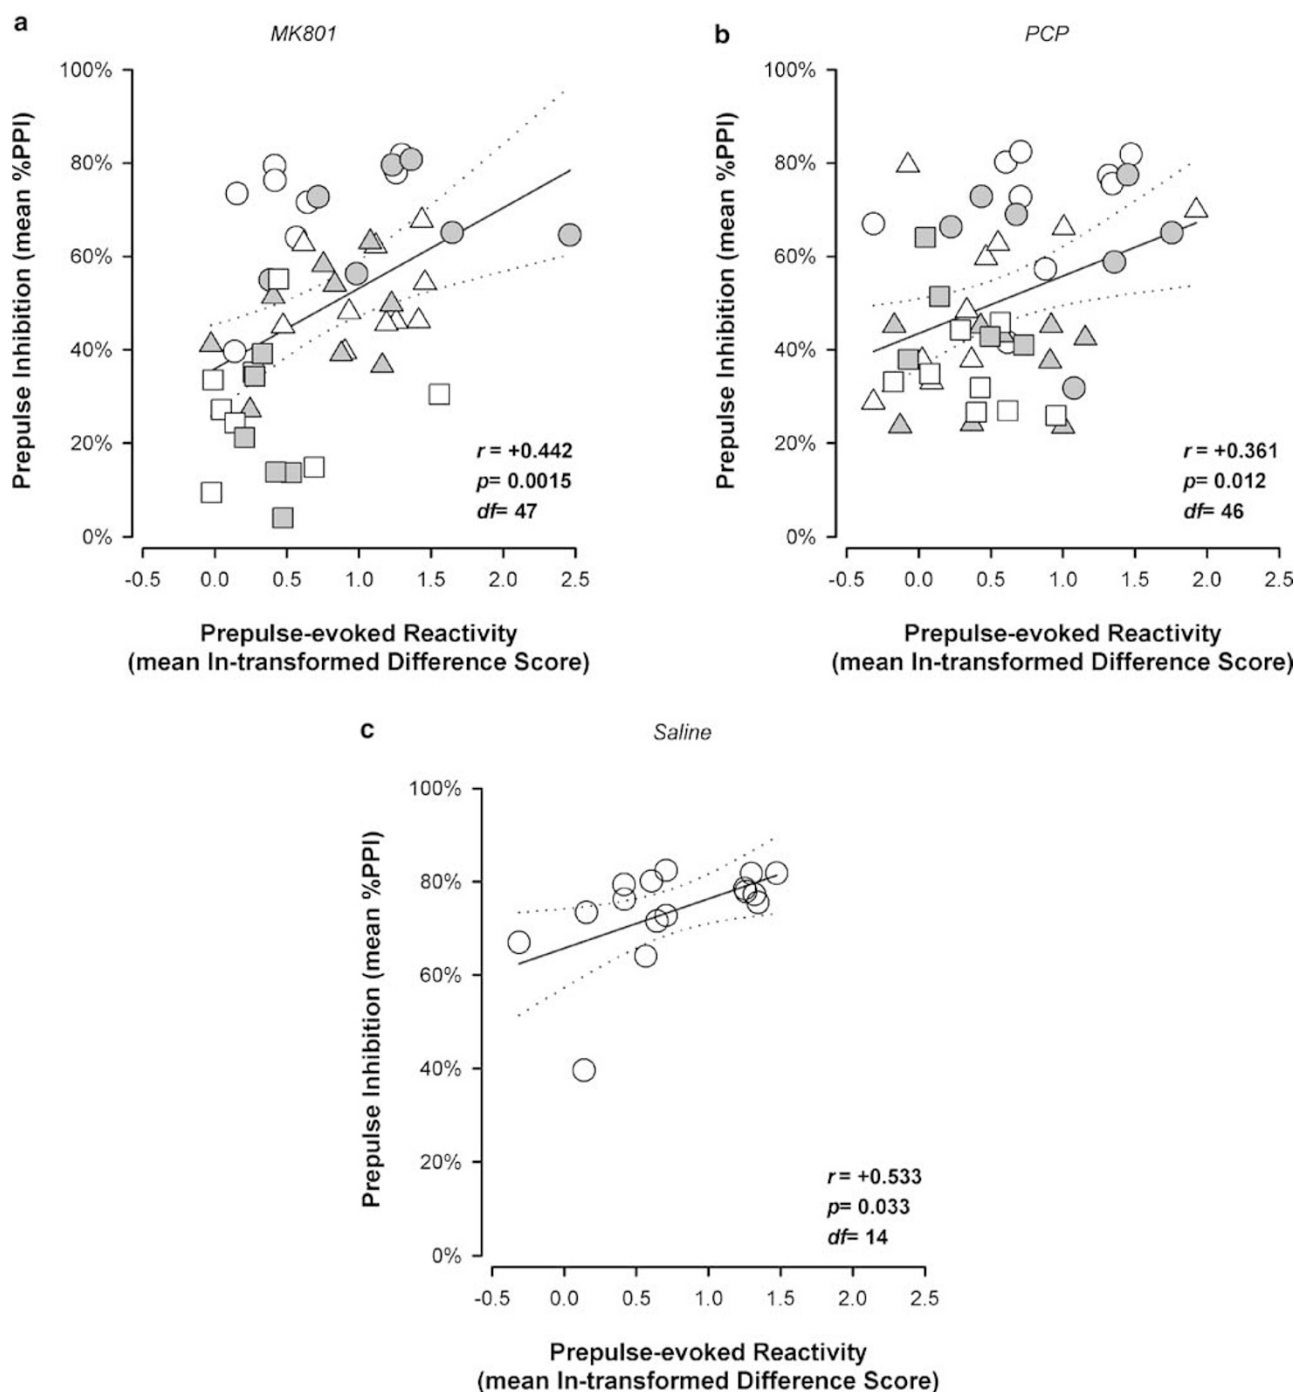 a
MK801
100%
80%
60%
40%
20%
0%
Prepulse Inhibition (mean %PPI)
r = +0.442
p= 0.0015
df= 47
-0.5 0.0 0.5 1.0 1.5 2.0 2.5
Prepulse-evoked Reactivity
(mean In-transformed Difference Score)
b
PCP
100%
80%
60%
40%
20%
0%
Prepulse Inhibition (mean %PPI)
r = +0.361
p= 0.012
df= 46
-0.5 0.0 0.5 1.0 1.5 2.0 2.5
Prepulse-evoked Reactivity
(mean In-transformed Difference Score)
c
Saline
100%
80%
60%
40%
20%
0%
Prepulse Inhibition (mean %PPI)
r = +0.533
p= 0.033
df= 14
-0.5 0.0 0.5 1.0 1.5 2.0 2.5
Prepulse-evoked Reactivity
(mean In-transformed Difference Score)